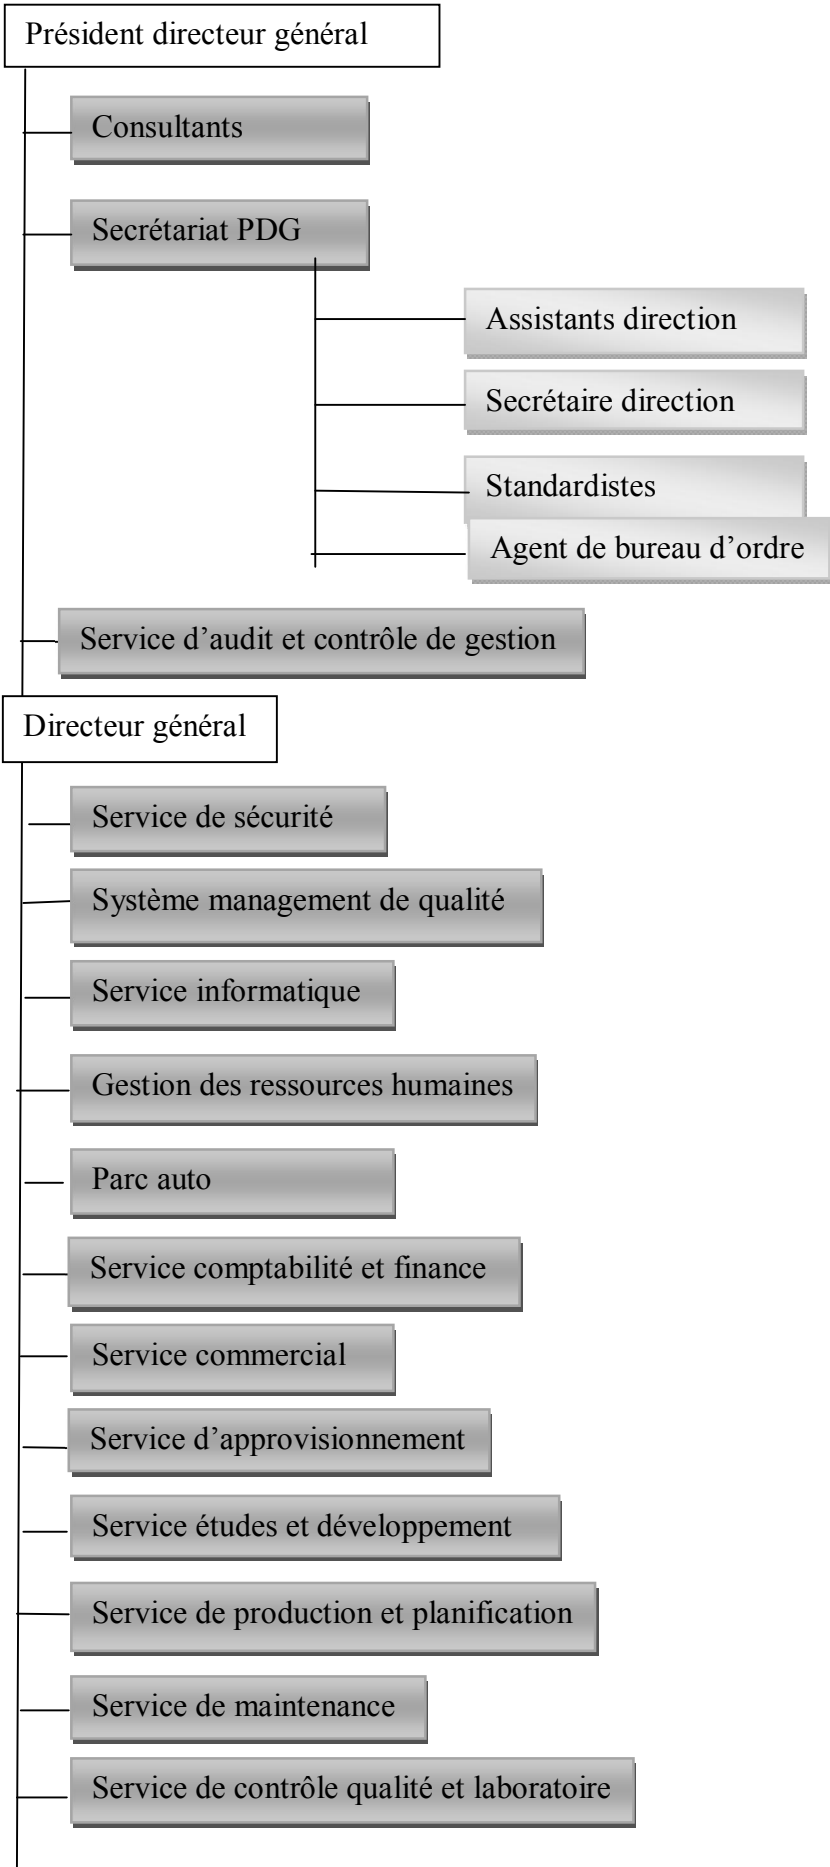 Président directeur général
Consultants
Secrétariat PDG
Assistants direction
Secrétaire direction
Standardistes
Agent de bureau d’ordre
Service d’audit et contrôle de gestion
Directeur général
Service de sécurité
Système management de qualité
Service informatique
Gestion des ressources humaines
Parc auto
Service comptabilité et finance
Service commercial
Service d’approvisionnement
Service études et développement
Service de production et planification
Service de maintenance
Service de contrôle qualité et laboratoire